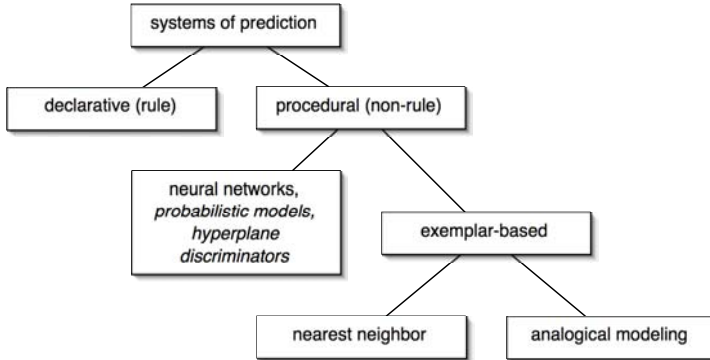 systems of prediction
declarative (rule)
procedural (non-rule)
neural networks,
probabilistic models,
hyperplane
discriminators
exemplar-based
nearest neighbor
analogical modeling